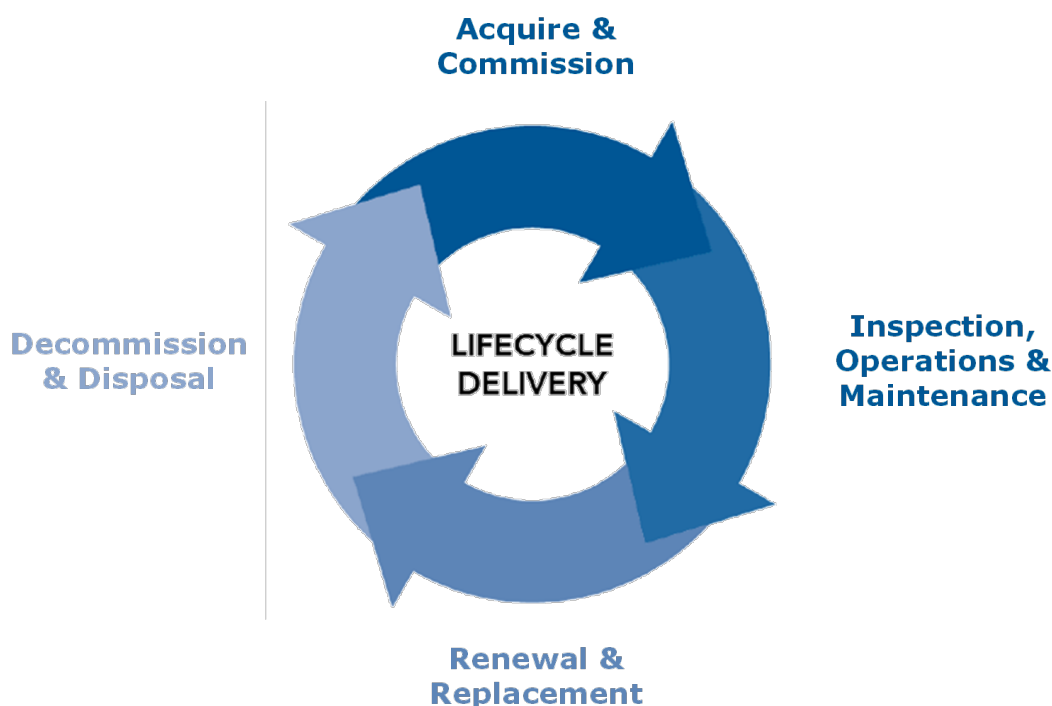 Acquire &
Commission
Decommission
& Disposal
LIFECYCLE
DELIVERY
Inspection,
Operations &
Maintenance
Renewal &
Replacement